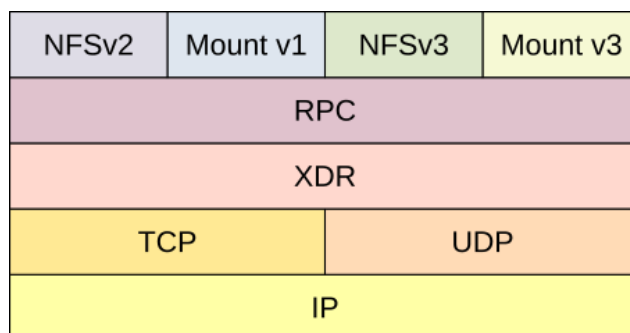 NFSv2 Mount v1 NFSv3 Mount v3
RPC
XDR
TCP UDP
IP